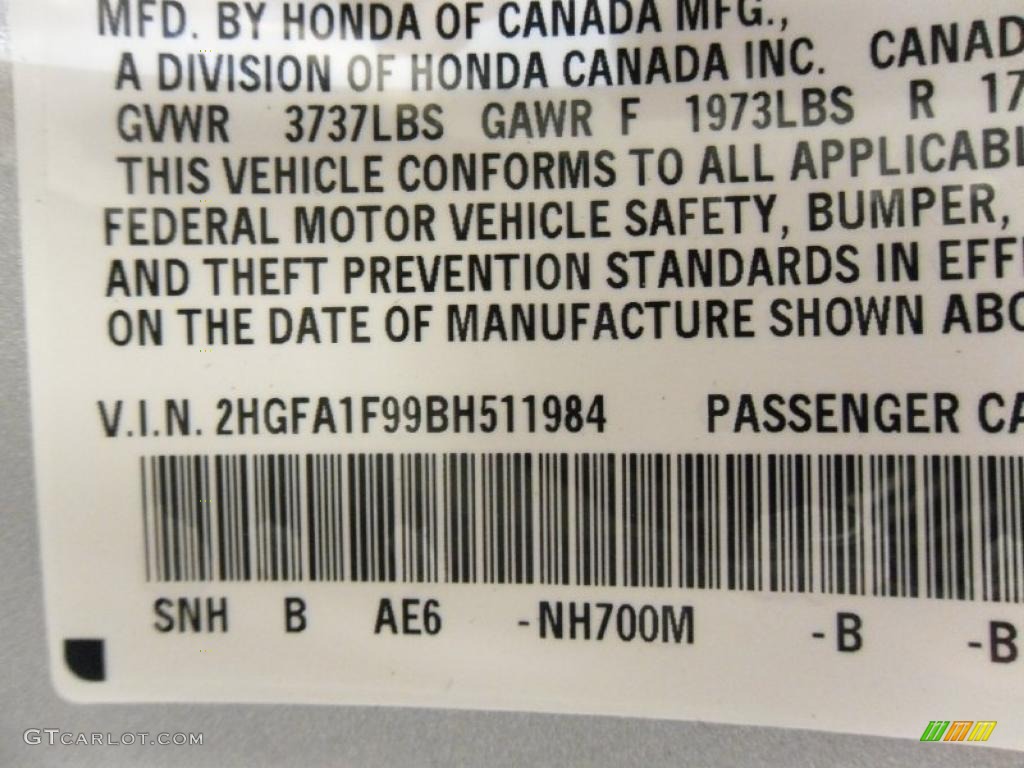 MFD. BY HONDA OF CANADA MFG.,
A DIVISION OF HONDA CANADA INC. CANAD
GVWR 3737LBS GAWR F 1973LBS R 17
THIS VEHICLE CONFORMS TO ALL APPLICABL
FEDERAL MOTOR VEHICLE SAFETY, BUMPER,
AND THEFT PREVENTION STANDARDS IN EFF
ON THE DATE OF MANUFACTURE SHOWN ABO
V.I.N. 2HGFA1F99BH511984 PASSENGER CA
SNH B AE6 -NH700M -B -B
GTCARLOT.COM